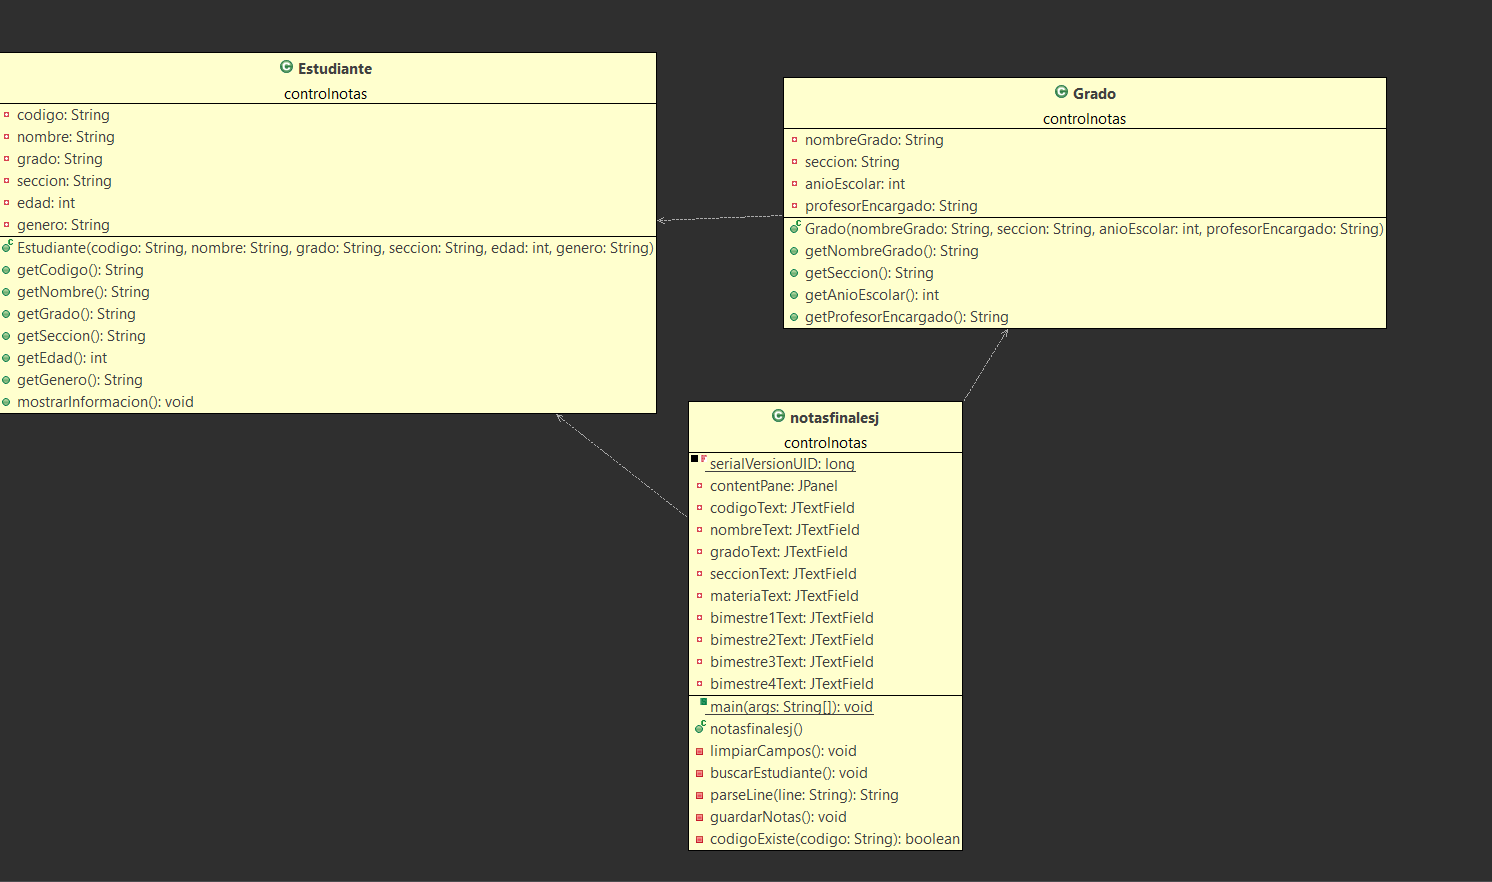 Estudiante
controlnotas
codigo: String
nombre: String
grado: String
seccion: String
edad: int
genero: String
Estudiante(codigo: String, nombre: String, grado: String, seccion: String, edad: int, genero: String)
getCodigo(): String
getNombre(): String
getGrado(): String
getSeccion(): String
getEdad(): int
getGenero(): String
mostrarInformacion(): void
Grado
controlnotas
nombreGrado: String
seccion: String
anioEscolar: int
profesorEncargado: String
Grado(nombreGrado: String, seccion: String, anioEscolar: int, profesorEncargado: String)
getNombreGrado(): String
getSeccion(): String
getAnioEscolar(): int
getProfesorEncargado(): String
notasfinalesj
controlnotas
serialVersionUID: long
contentPane: JPanel
codigoText: JTextField
nombreText: JTextField
gradoText: JTextField
seccionText: JTextField
materiaText: JTextField
bimestre1Text: JTextField
bimestre2Text: JTextField
bimestre3Text: JTextField
bimestre4Text: JTextField
main(args: String[]): void
notasfinalesj()
limpiarCampos(): void
buscarEstudiante(): void
parseLine(line: String): String
guardarNotas(): void
codigoExiste(codigo: String): boolean